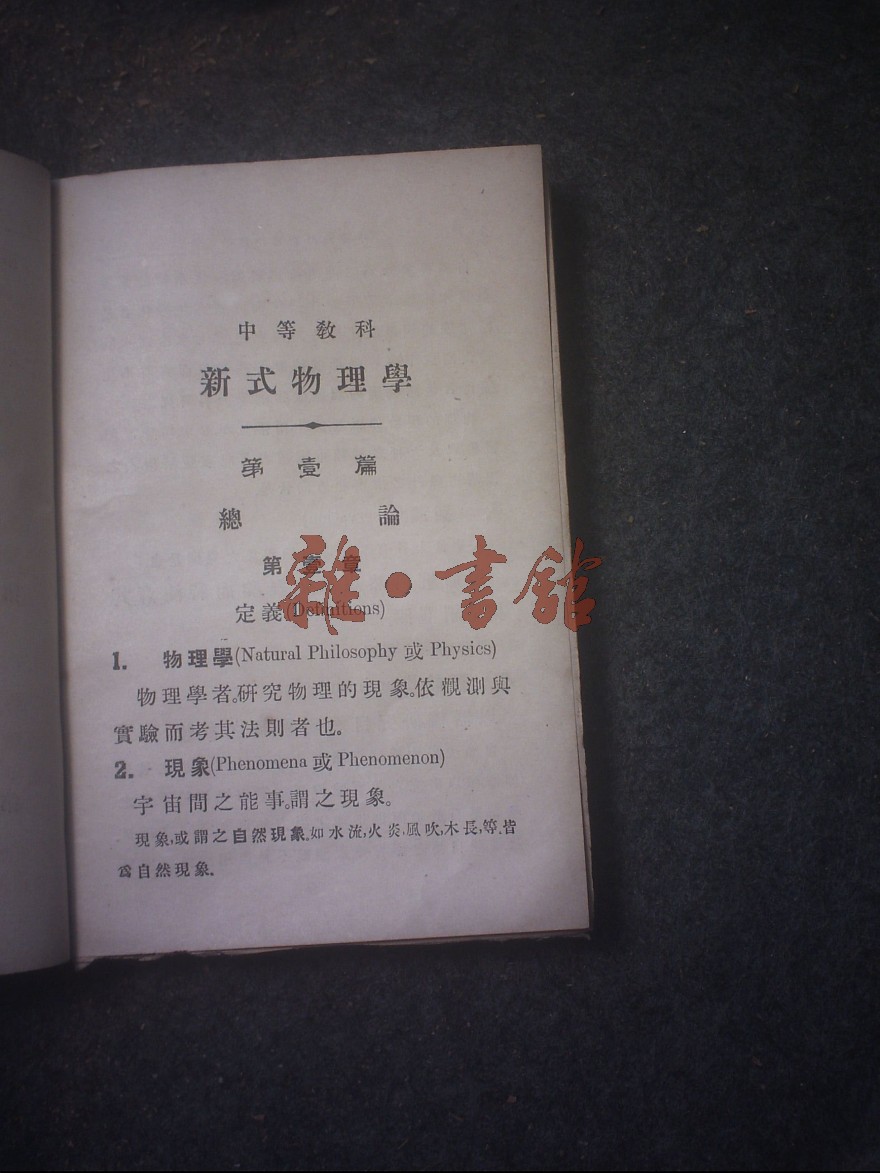 中等教科
新式物理學
第壹篇
總論
第壹章
定義(Definitions)
1. 物理學(Natural Philosophy 或 Physics)
物理學者。研究物理的現象。依觀測與
實驗而考其法則者也。
2. 現象(Phenomena 或 Phenomenon)
宇宙間之能事。謂之現象。
現象,或謂之自然現象。如水流,火炎,風吹,木長,等.皆
爲自然現象.
雜·書館